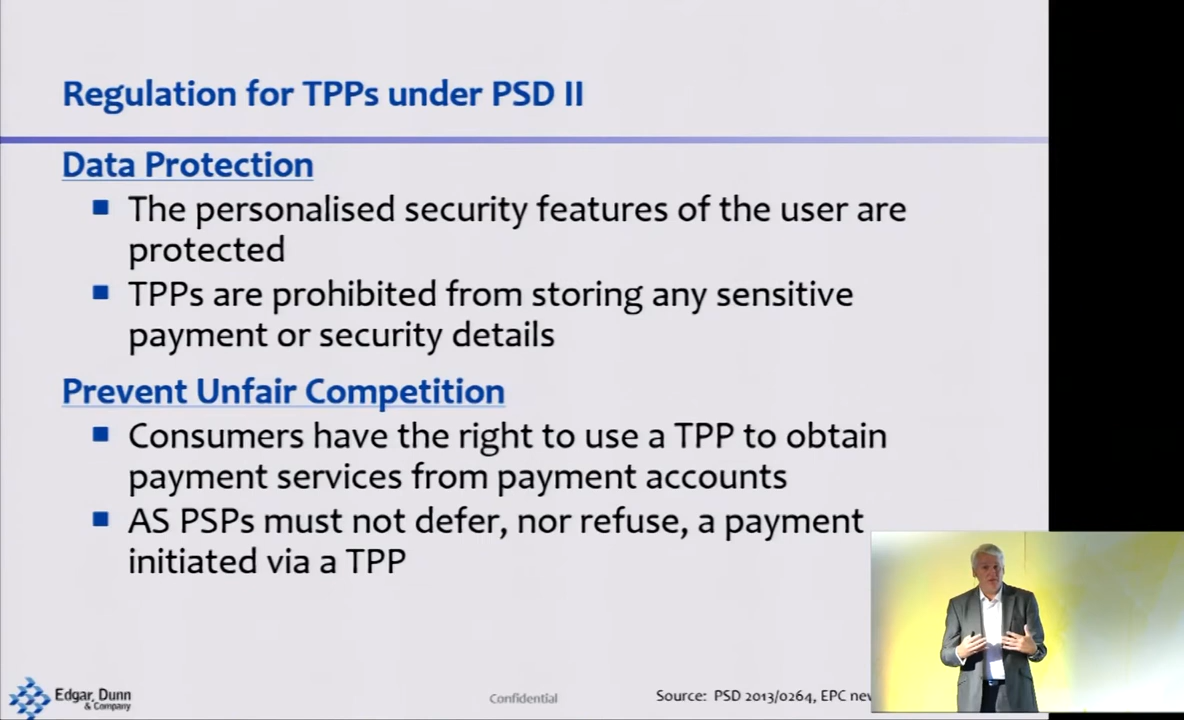 Regulation for TPPs under PSD II
Data Protection
The personalised security features of the user are
protected
TPPs are prohibited from storing any sensitive
payment or security details
Prevent Unfair Competition
Consumers have the right to use a TPP to obtain
payment services from payment accounts
AS PSPs must not defer, nor refuse, a payment
initiated via a TPP
Edgar, Dunn
& Company
Confidential
Source: PSD 2013/0264, EPC